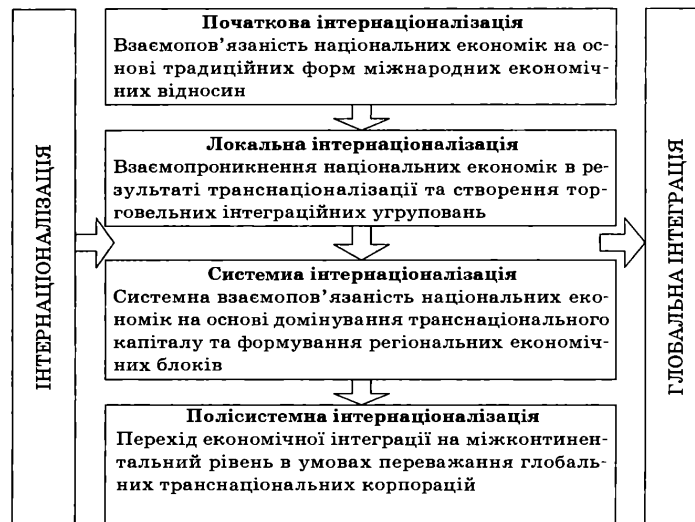 ІНТЕРНАЦІОНАЛІЗАЦІЯ
Початкова інтернаціоналізація
Взаємопов’язаність національних економік на ос-
нові традиційних форм міжнародних економіч-
них відносин
Локальна інтернаціоналізація
Взаємопроникнення національних економік в ре-
зультаті транснаціоналізації та створення тор-
говельних інтеграційних угруповань
Системна інтернаціоналізація
Системна взаємопов’язаність національних еко-
номік на основі домінування транснаціонального
капіталу та формування регіональних економіч-
них блоків
Полісистемна інтернаціоналізація
Перехід економічної інтеграції на міжконтинен-
тальний рівень в умовах переважання глобаль-
них транснаціональних корпорацій
ГЛОБАЛЬНА ІНТЕГРАЦІЯ